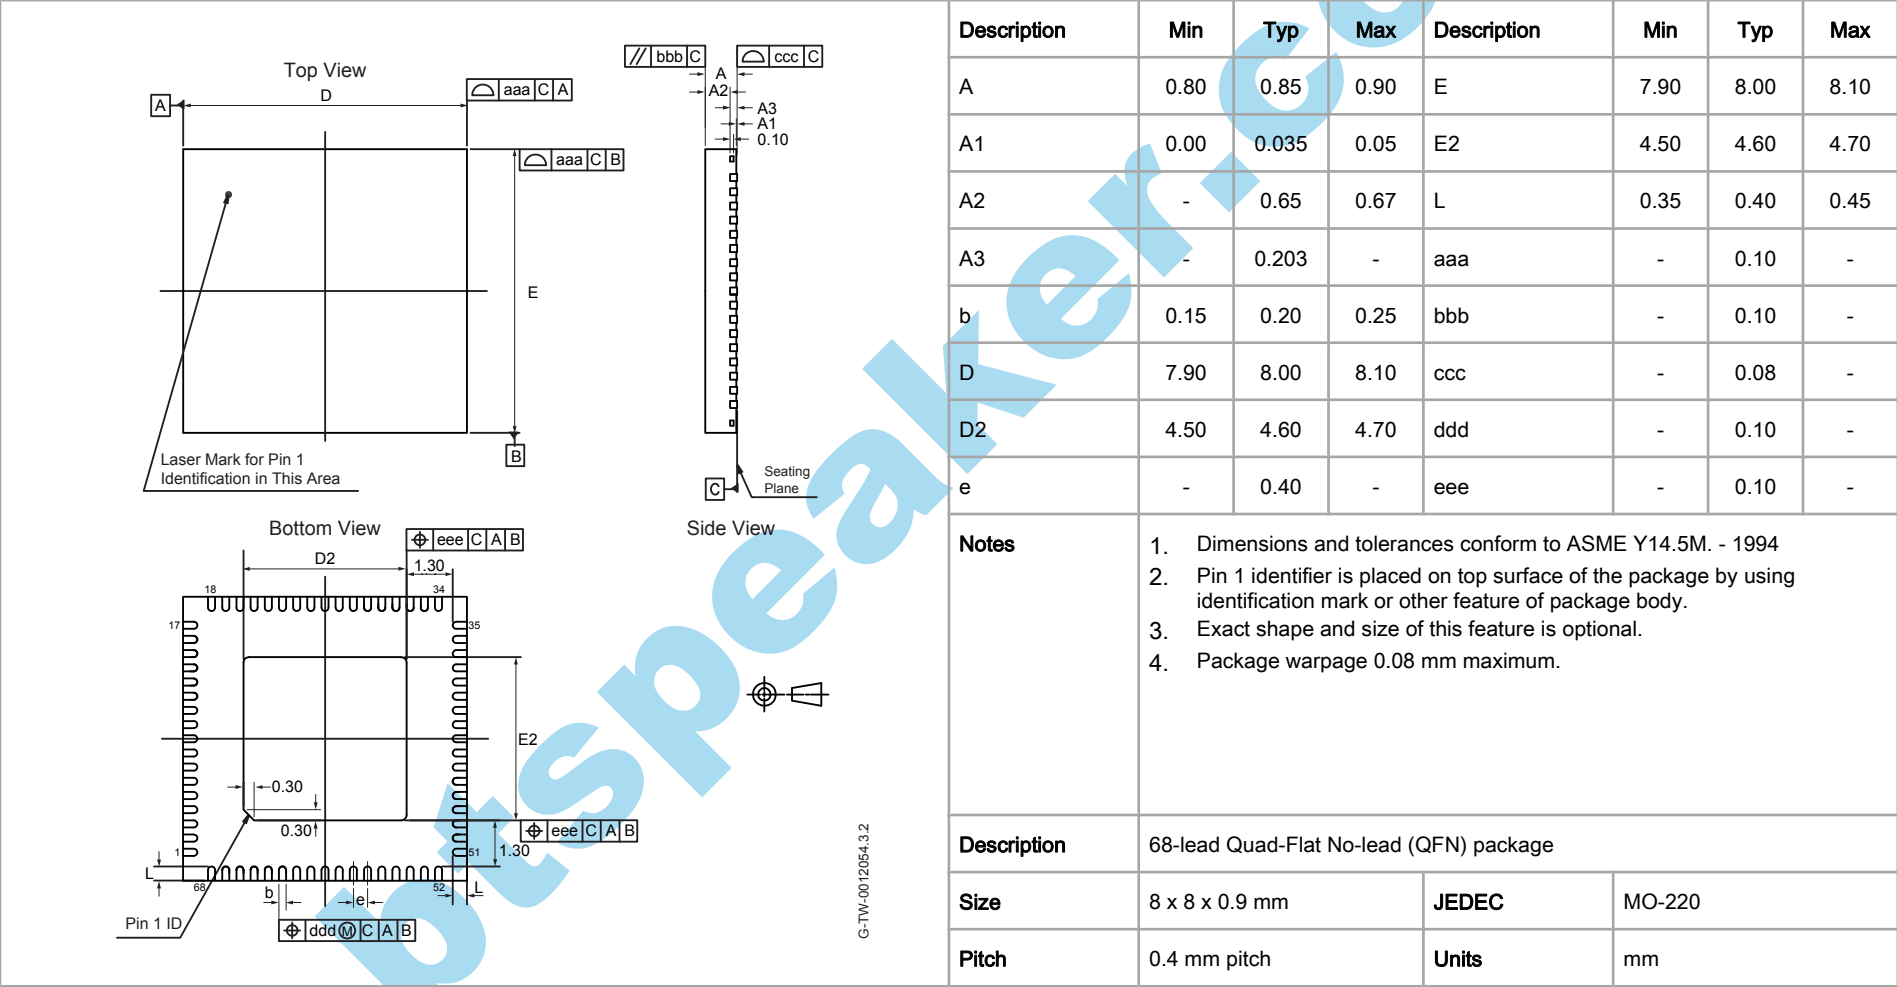 Top View
D
A
aaa C A
aaa C B
E
B
Laser Mark for Pin 1
Identification in This Area
// bbb C
ccc C
A
A2
A3
A1
0.10
C
Seating
Plane
Side View
Bottom View
eee C A B
D2
1.30
18
34
17
35
E2
0.30
0.30
eee C A B
1.30
1
51
L
68
52
L
b
e
Pin 1 ID
ddd M C A B
G-TW-0012054.3.2
Description Min Typ Max Description Min Typ Max
A 0.80 0.85 0.90 E 7.90 8.00 8.10
A1 0.00 0.035 0.05 E2 4.50 4.60 4.70
A2 - 0.65 0.67 L 0.35 0.40 0.45
A3 - 0.203 - aaa - 0.10 -
b 0.15 0.20 0.25 bbb - 0.10 -
D 7.90 8.00 8.10 ccc - 0.08 -
D2 4.50 4.60 4.70 ddd - 0.10 -
e - 0.40 - eee - 0.10 -
Notes
1. Dimensions and tolerances conform to ASME Y14.5M. - 1994
2. Pin 1 identifier is placed on top surface of the package by using
identification mark or other feature of package body.
3. Exact shape and size of this feature is optional.
4. Package warpage 0.08 mm maximum.
Description 68-lead Quad-Flat No-lead (QFN) package
Size 8 x 8 x 0.9 mm JEDEC MO-220
Pitch 0.4 mm pitch Units mm
btspeaker.co